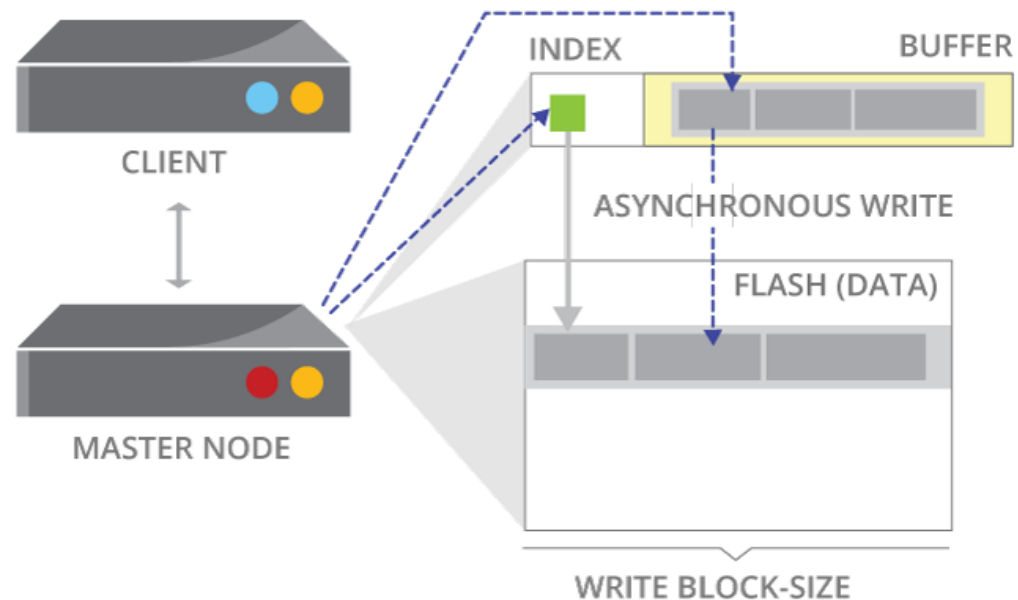 INDEX
BUFFER
CLIENT
ASYNCHRONOUS WRITE
FLASH (DATA)
MASTER NODE
WRITE BLOCK-SIZE